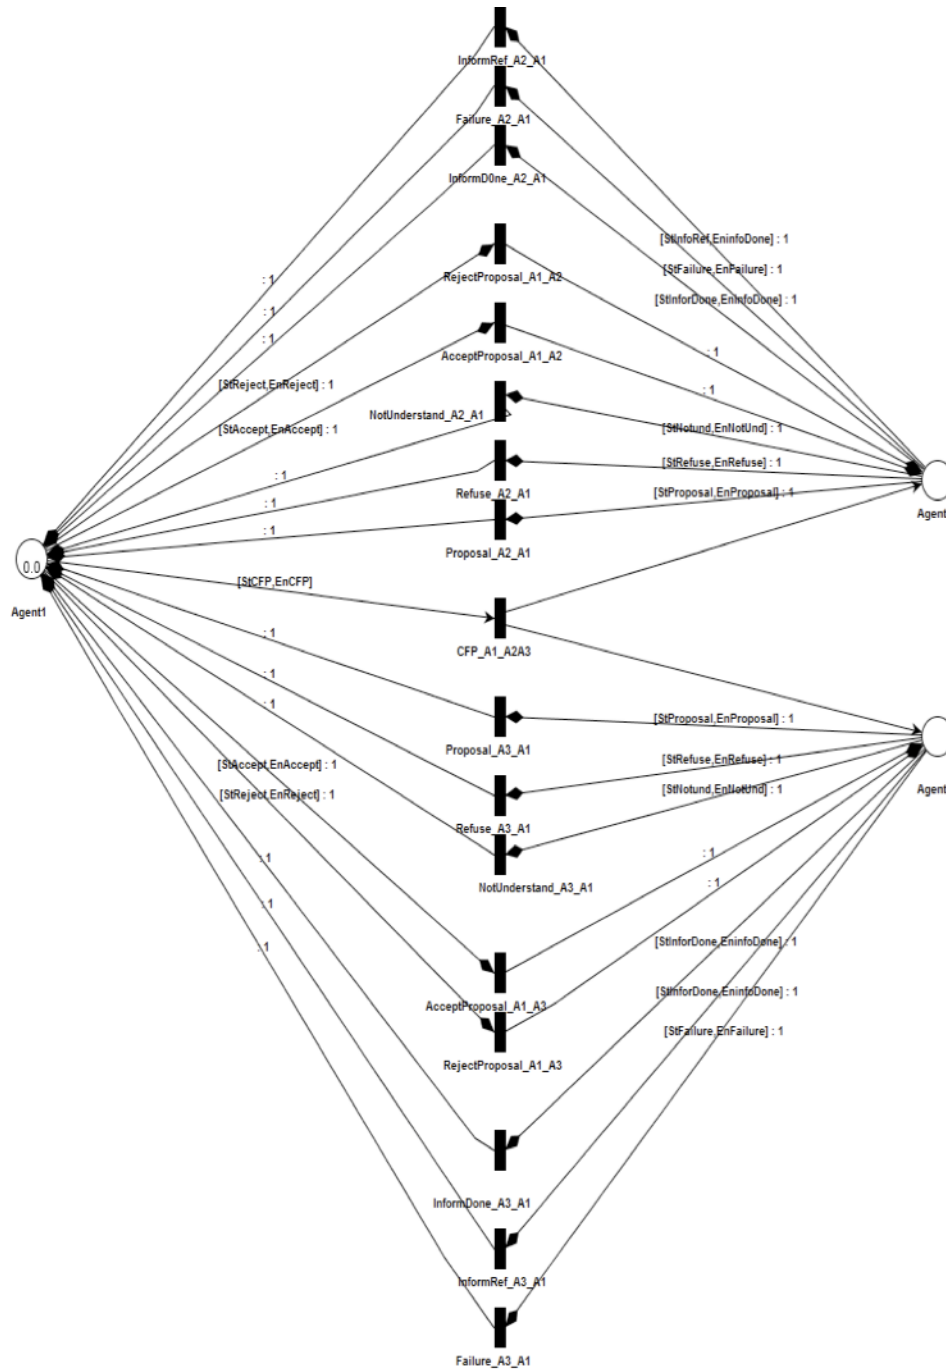 InformRef_A2_A1
Failure_A2_A1
InformD0ne_A2_A1
[StInfoRef,EninfoDone] : 1
RejectProposal_A1_A2
[StFailure,EnFailure] : 1
: 1
[StInforDone,EninfoDone] : 1
: 1
: 1
: 1
AcceptProposal_A1_A2
[StReject,EnReject] : 1
: 1
NotUnderstand_A2_A1
[StAccept,EnAccept] : 1
[StNotund,EnNotUnd] : 1
[StRefuse,EnRefuse] : 1
: 1
Refuse_A2_A1
[StProposal,EnProposal] : 1
: 1
Agent
: 1
Proposal_A2_A1
0.0
[StCFP,EnCFP]
Agent1
: 1
CFP_A1_A2A3
: 1
: 1
[StProposal,EnProposal] : 1
Proposal_A3_A1
[StAccept,EnAccept] : 1
[StRefuse,EnRefuse] : 1
[StReject,EnReject] : 1
[StNotund,EnNotUnd] : 1
Agent
Refuse_A3_A1
: 1
: 1
NotUnderstand_A3_A1
: 1
: 1
: 1
[StInforDone,EninfoDone] : 1
[StInforDone,EninfoDone] : 1
AcceptProposal_A1_A3
[StFailure,EnFailure] : 1
RejectProposal_A1_A3
InformDone_A3_A1
InformRef_A3_A1
Failure_A3_A1